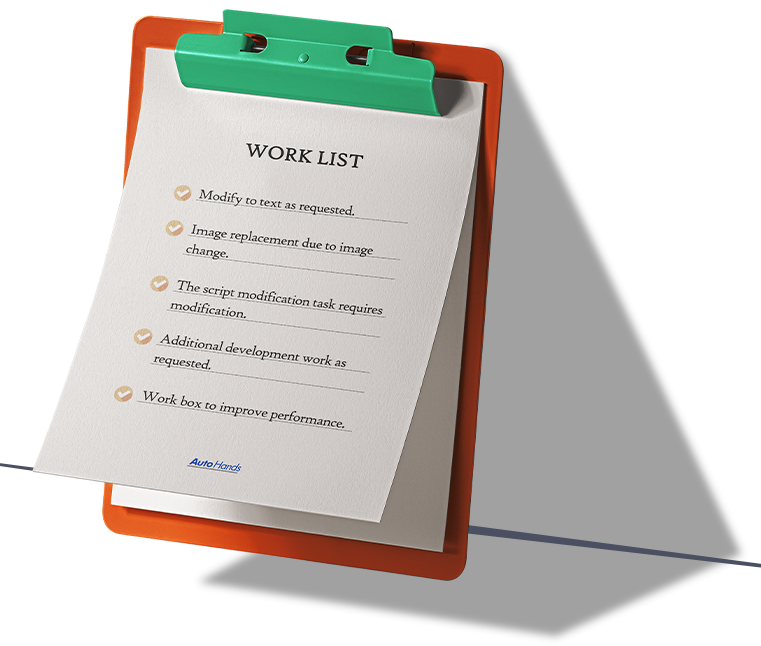 WORK LIST
Modify to text as requested.
Image replacement due to image
change.
The script modification task requires
modification.
Additional development work as
requested.
Work box to improve performance.
AutoHands